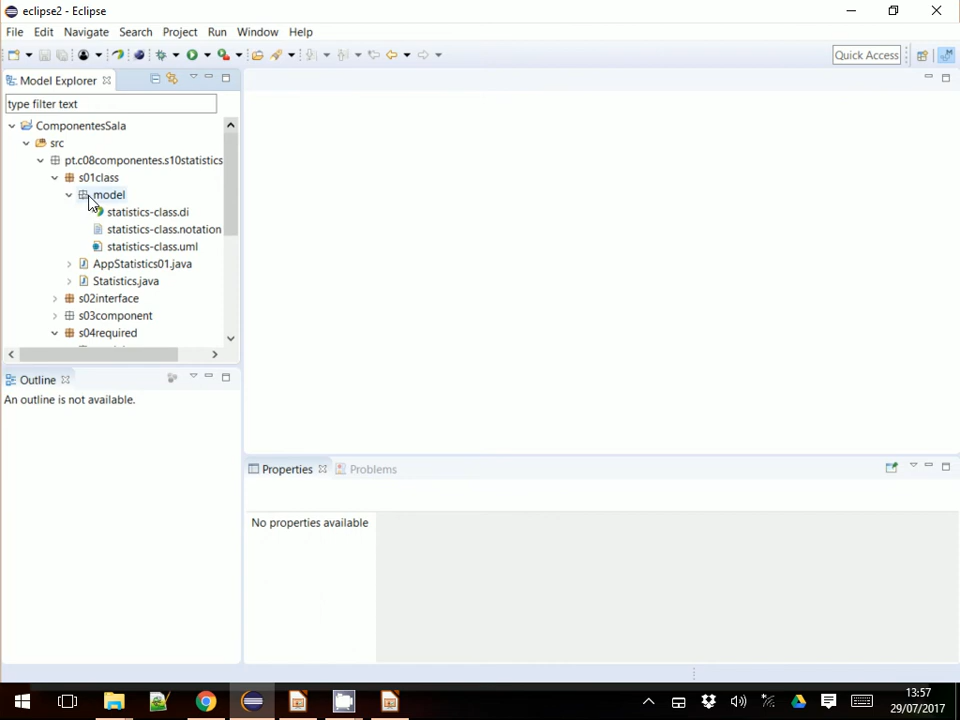 eclipse2 - Eclipse
File Edit Navigate Search Project Run Window Help
Quick Access
Model Explorer
type filter text
ComponentesSala
src
pt.c08componentes.s10statistics
s01class
model
statistics-class.di
statistics-class.notation
statistics-class.uml
AppStatistics01.java
Statistics.java
s02interface
s03component
s04required
Outline
An outline is not available.
Properties Problems
No properties available
13:57
29/07/2017